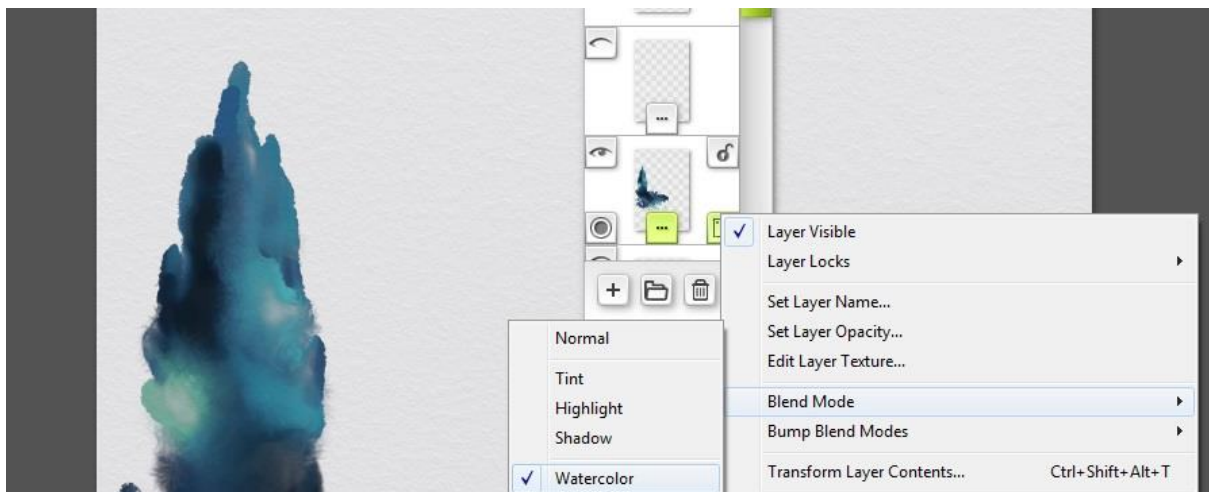 Layer Visible
Layer Locks
Set Layer Name...
Set Layer Opacity...
Edit Layer Texture...
Blend Mode
Bump Blend Modes
Transform Layer Contents... Ctrl+Shift+Alt+T
Normal
Tint
Highlight
Shadow
Watercolor